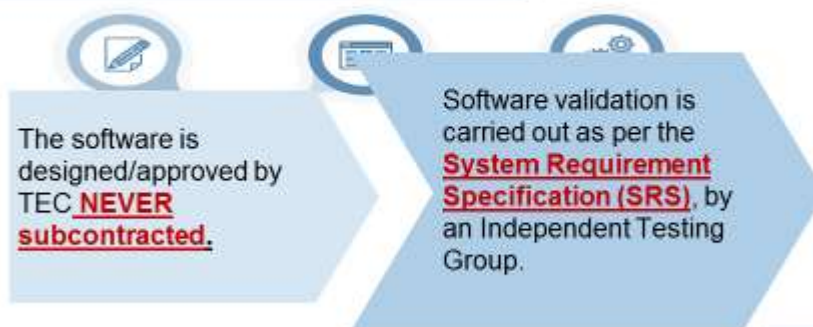 The software is
designed/approved by
TEC NEVER
subcontracted.
Software validation is
carried out as per the
System Requirement
Specification (SRS), by
an Independent Testing
Group.